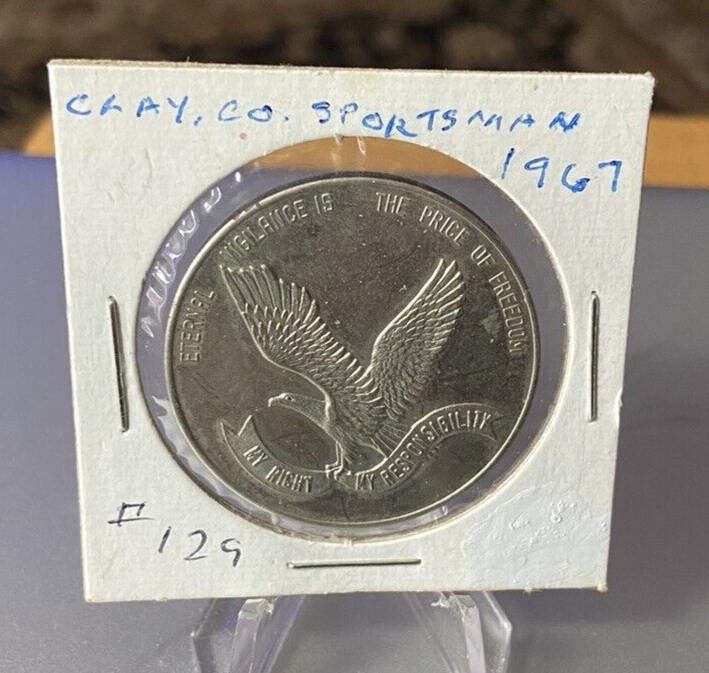 CLAY, CO. SPORTSMAN
1967
ETERNAL VIGILANCE IS THE PRICE OF FREEDOM
MY RIGHT MY RESPONSIBILITY
# 129